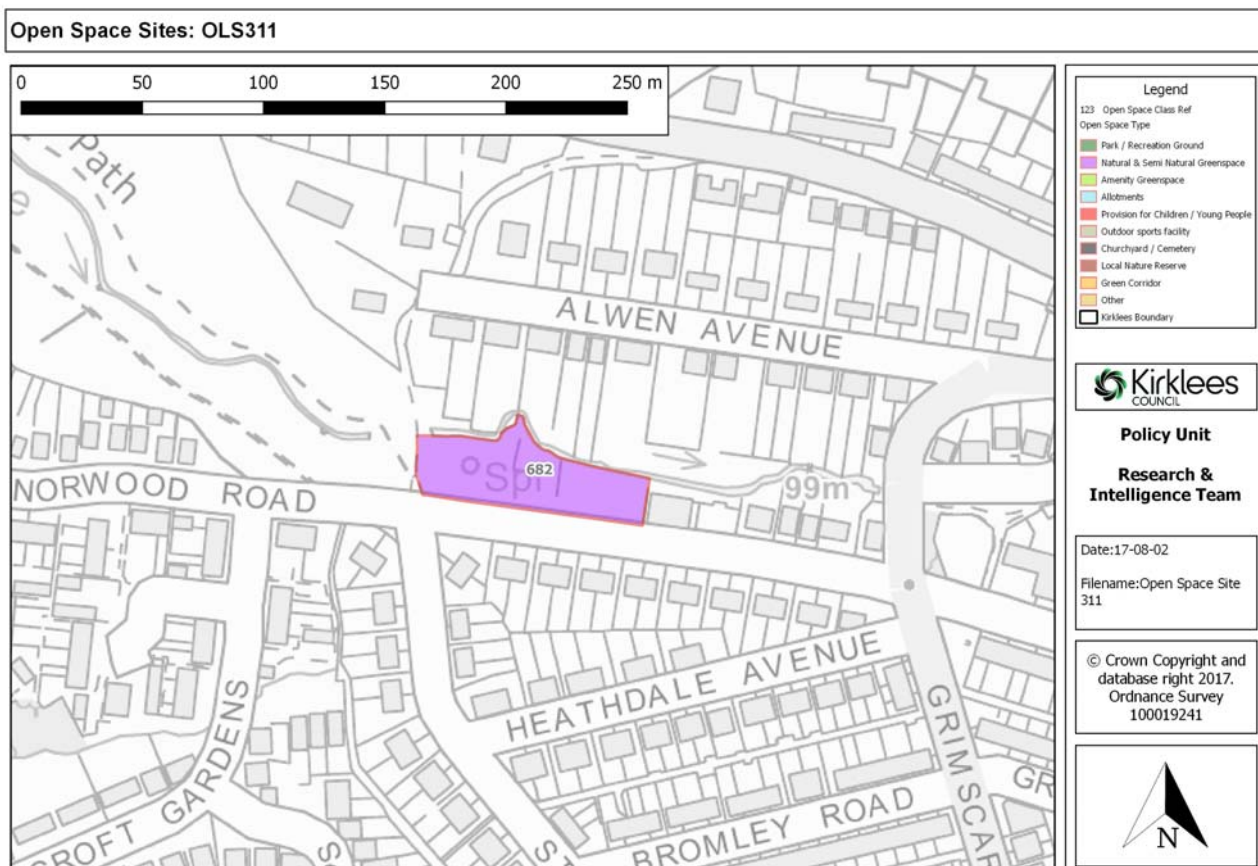 Open Space Sites: OLS311
0 50 100 150 200 250 m
Path
ALWEN AVENUE
682
Spr
99m
NORWOOD ROAD
HEATHDALE AVENUE
GRIMSCAR
CROFT GARDENS
BROMLEY ROAD
GR
SC
ST
Legend
123 Open Space Class Ref
Open Space Type
Park / Recreation Ground
Natural & Semi Natural Greenspace
Amenity Greenspace
Allotments
Provision for Children / Young People
Outdoor sports facility
Churchyard / Cemetery
Local Nature Reserve
Green Corridor
Other
Kirklees Boundary
Kirklees
COUNCIL
Policy Unit
Research &
Intelligence Team
Date:17-08-02
Filename:Open Space Site
311
© Crown Copyright and
database right 2017.
Ordnance Survey
100019241
N